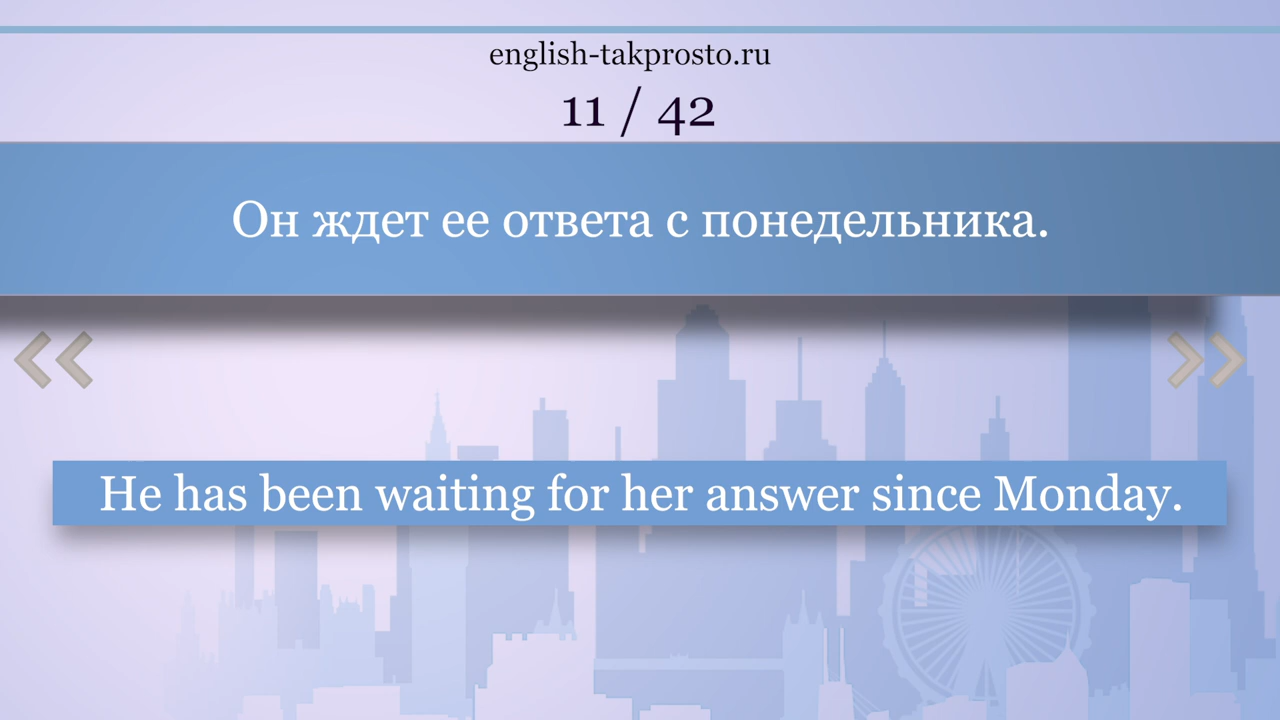 english-takprosto.ru
11 / 42
Он ждет ее ответа с понедельника.
He has been waiting for her answer since Monday.